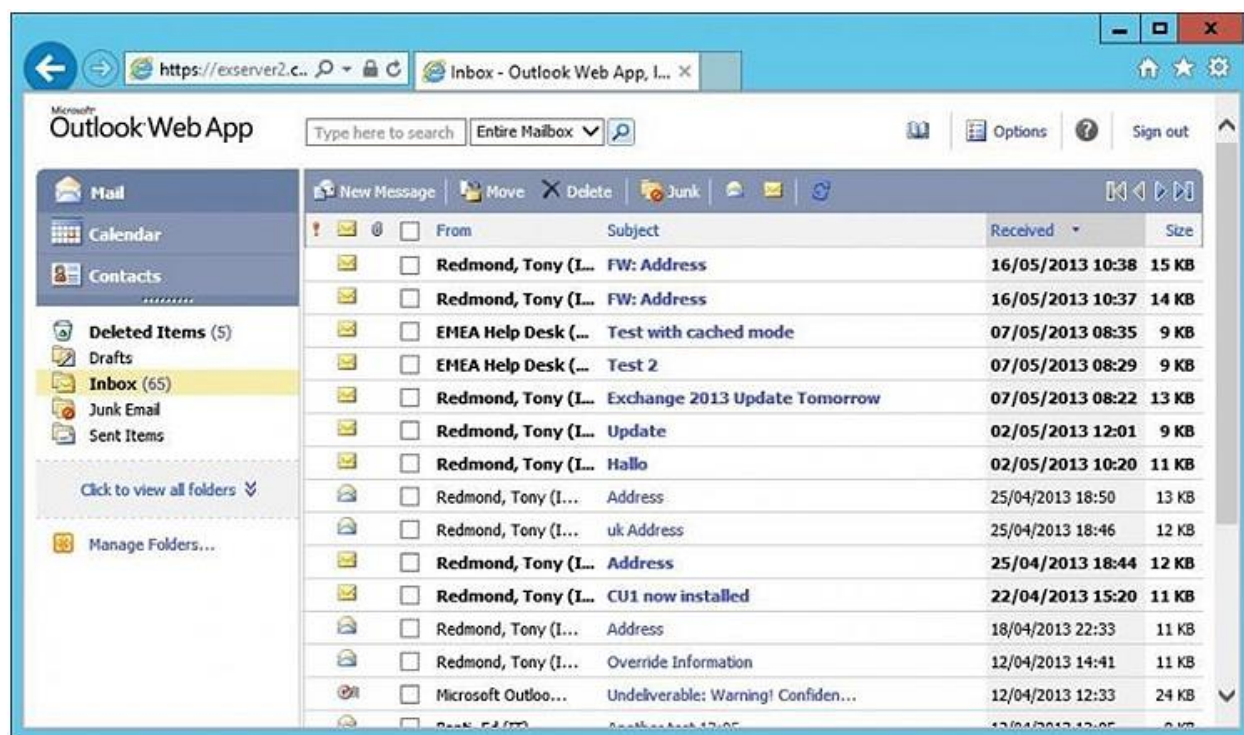 https://exserver2.c..
Inbox - Outlook Web App, I...
Microsoft
Outlook Web App
Type here to search
Entire Mailbox
Options
Sign out
Mail
Calendar
Contacts
Deleted Items (5)
Drafts
Inbox (65)
Junk Email
Sent Items
Click to view all folders
Manage Folders...
New Message Move Delete Junk
From Subject Received Size
Redmond, Tony (I... FW: Address 16/05/2013 10:38 15 KB
Redmond, Tony (I... FW: Address 16/05/2013 10:37 14 KB
EMEA Help Desk (... Test with cached mode 07/05/2013 08:35 9 KB
EMEA Help Desk (... Test 2 07/05/2013 08:29 9 KB
Redmond, Tony (I... Exchange 2013 Update Tomorrow 07/05/2013 08:22 13 KB
Redmond, Tony (I... Update 02/05/2013 12:01 9 KB
Redmond, Tony (I... Hallo 02/05/2013 10:20 11 KB
Redmond, Tony (I... Address 25/04/2013 18:50 13 KB
Redmond, Tony (I... uk Address 25/04/2013 18:46 12 KB
Redmond, Tony (I... Address 25/04/2013 18:44 12 KB
Redmond, Tony (I... CU1 now installed 22/04/2013 15:20 11 KB
Redmond, Tony (I... Address 18/04/2013 22:33 11 KB
Redmond, Tony (I... Override Information 12/04/2013 14:41 11 KB
Microsoft Outloo... Undeliverable: Warning! Confiden... 12/04/2013 12:33 24 KB